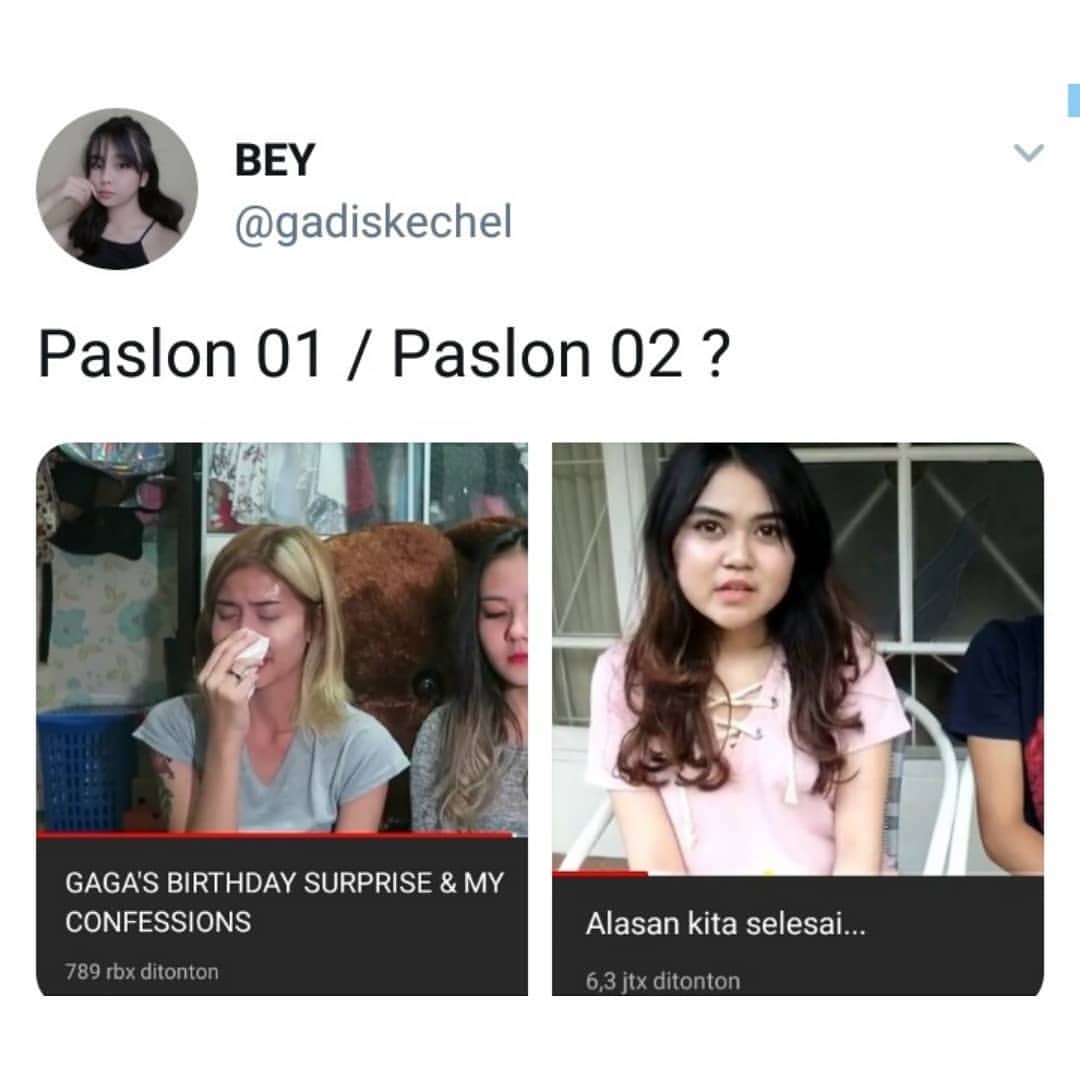 BEY
@gadiskechel
Paslon 01 / Paslon 02 ?
GAGA'S BIRTHDAY SURPRISE & MY
CONFESSIONS
789 rbx ditonton
Alasan kita selesai...
6,3 jtx ditonton